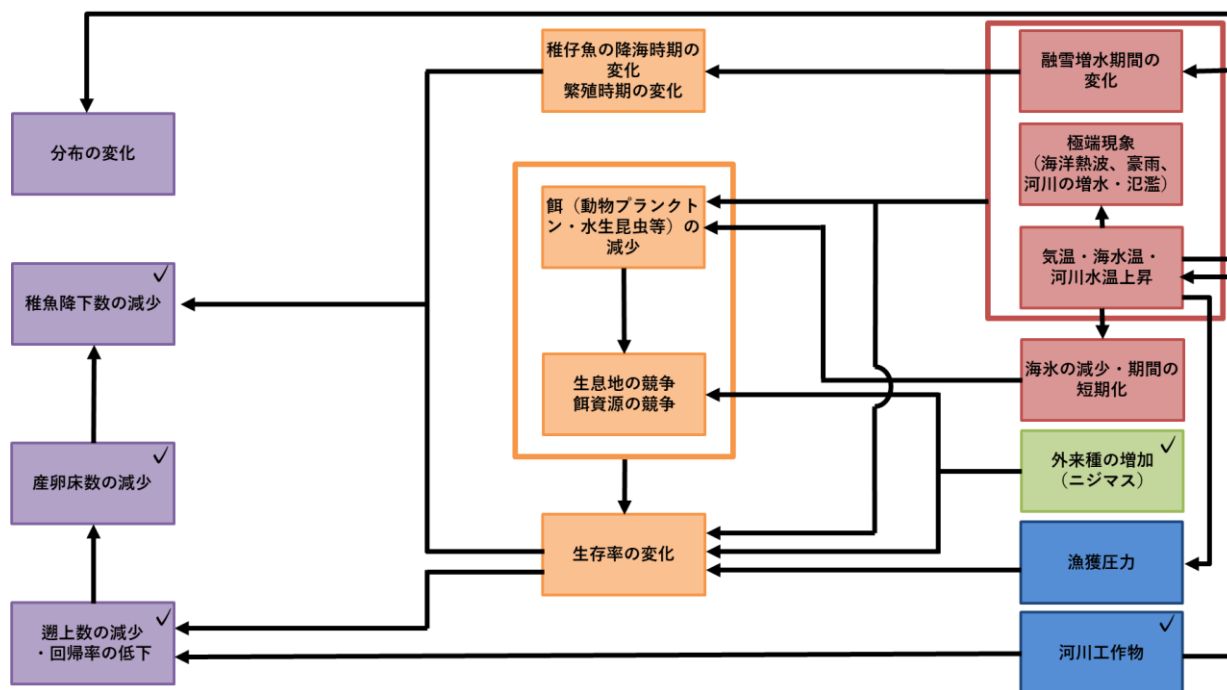 稚仔魚の降海時期の
変化
繁殖時期の変化
融雪増水期間の
変化
分布の変化
極端現象
（海洋熱波、豪雨、
河川の増水・氾濫）
餌（動物プランクト
ン・水生昆虫等）の
減少
気温・海水温・
河川水温上昇
稚魚降下数の減少
生息地の競争
餌資源の競争
海氷の減少・期間の
短期化
産卵床数の減少
外来種の増加
（ニジマス）
生存率の変化
漁獲圧力
遡上数の減少
・回帰率の低下
河川工作物